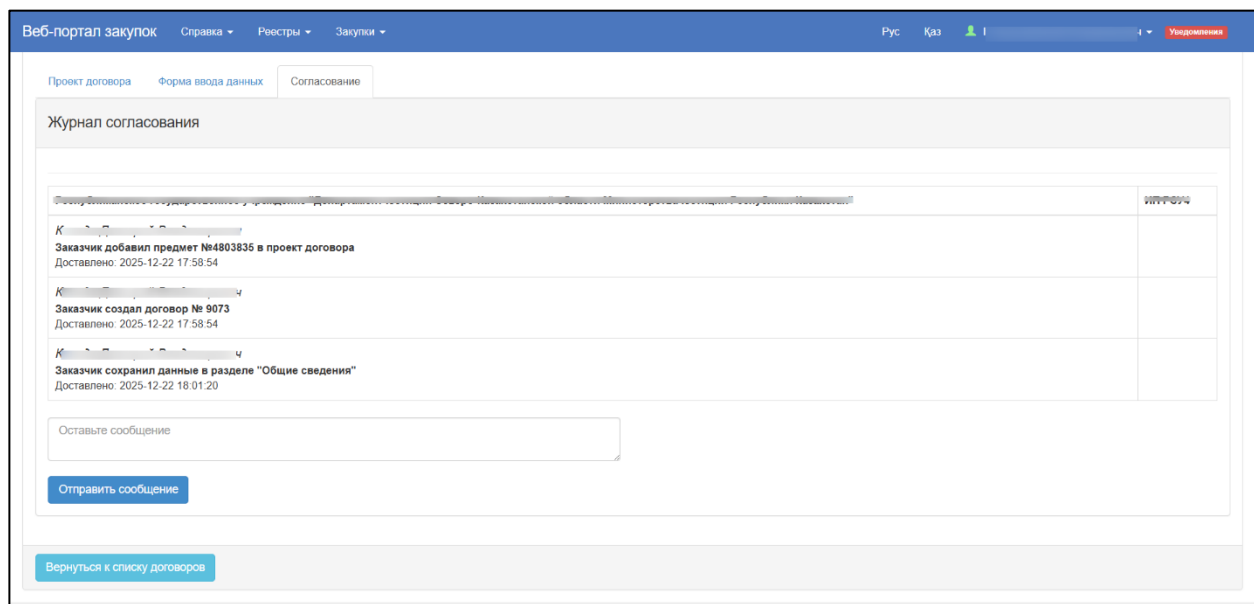 Веб-портал закупок Справка Реестры Закупки Рус Қаз Уведомления
Проект договора Форма ввода данных Согласование
Журнал согласования
Заказчик добавил предмет №4803835 в проект договора
Доставлено: 2025-12-22 17:58:54
Заказчик создал договор № 9073
Доставлено: 2025-12-22 17:58:54
Заказчик сохранил данные в разделе "Общие сведения"
Доставлено: 2025-12-22 18:01:20
Оставьте сообщение
Отправить сообщение
Вернуться к списку договоров